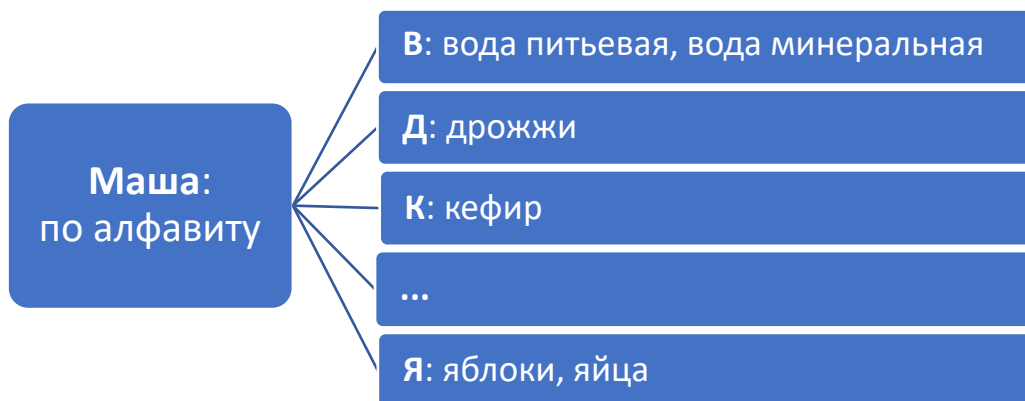 Маша:
по алфавиту
В: вода питьевая, вода минеральная
Д: дрожжи
К: кефир
...
Я: яблоки, яйца